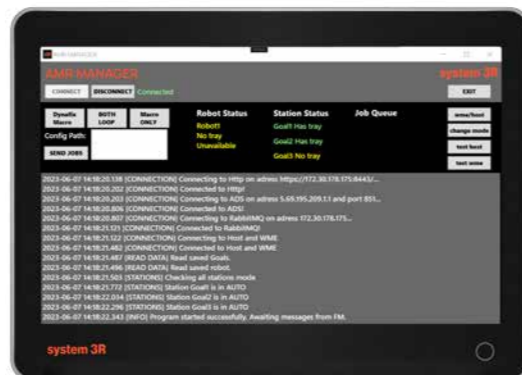 AMR MANAGER
AMR MANAGER
system 3R
CONNECT DISCONNECT Connected
EXIT
Dynafix Macro
BOTH LOOP
Macro ONLY
Config Path:
SEND JOBS
Robot Status
Robot1
No tray
Unavailable
Station Status
Goal1 Has tray
Goal2 Has tray
Goal3 No tray
Job Queue
wme/host
change mode
test host
test wme
2023-06-07 14:18:20.138 [CONNECTION] Connecting to Http on adress https://172.30.178.175:8443/...
2023-06-07 14:18:20.202 [CONNECTION] Connected to Http!
2023-06-07 14:18:20.203 [CONNECTION] Connecting to ADS on adress 5.69.195.209.1.1 and port 851...
2023-06-07 14:18:20.806 [CONNECTION] Connected to ADS!
2023-06-07 14:18:20.807 [CONNECTION] Connecting to RabbitMQ on adress 172.30.178.175...
2023-06-07 14:18:21.121 [CONNECTION] Connected to RabbitMQ!
2023-06-07 14:18:21.122 [CONNECTION] Connecting to Host and WME
2023-06-07 14:18:21.482 [CONNECTION] Connected to Host and WME
2023-06-07 14:18:21.487 [READ DATA] Read saved Goals.
2023-06-07 14:18:21.496 [READ DATA] Read saved robot.
2023-06-07 14:18:21.503 [STATIONS] Checking all stations mode
2023-06-07 14:18:21.772 [STATIONS] Station Goal1 is in AUTO
2023-06-07 14:18:22.034 [STATIONS] Station Goal2 is in AUTO
2023-06-07 14:18:22.296 [STATIONS] Station Goal3 is in AUTO
2023-06-07 14:18:22.343 [INFO] Program started successfully. Awaiting messages from FM.
system 3R